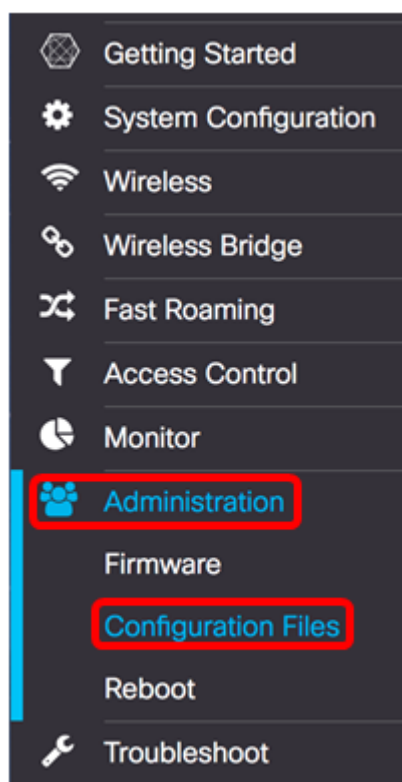 Getting Started
System Configuration
Wireless
Wireless Bridge
Fast Roaming
Access Control
Monitor
Administration
Firmware
Configuration Files
Reboot
Troubleshoot